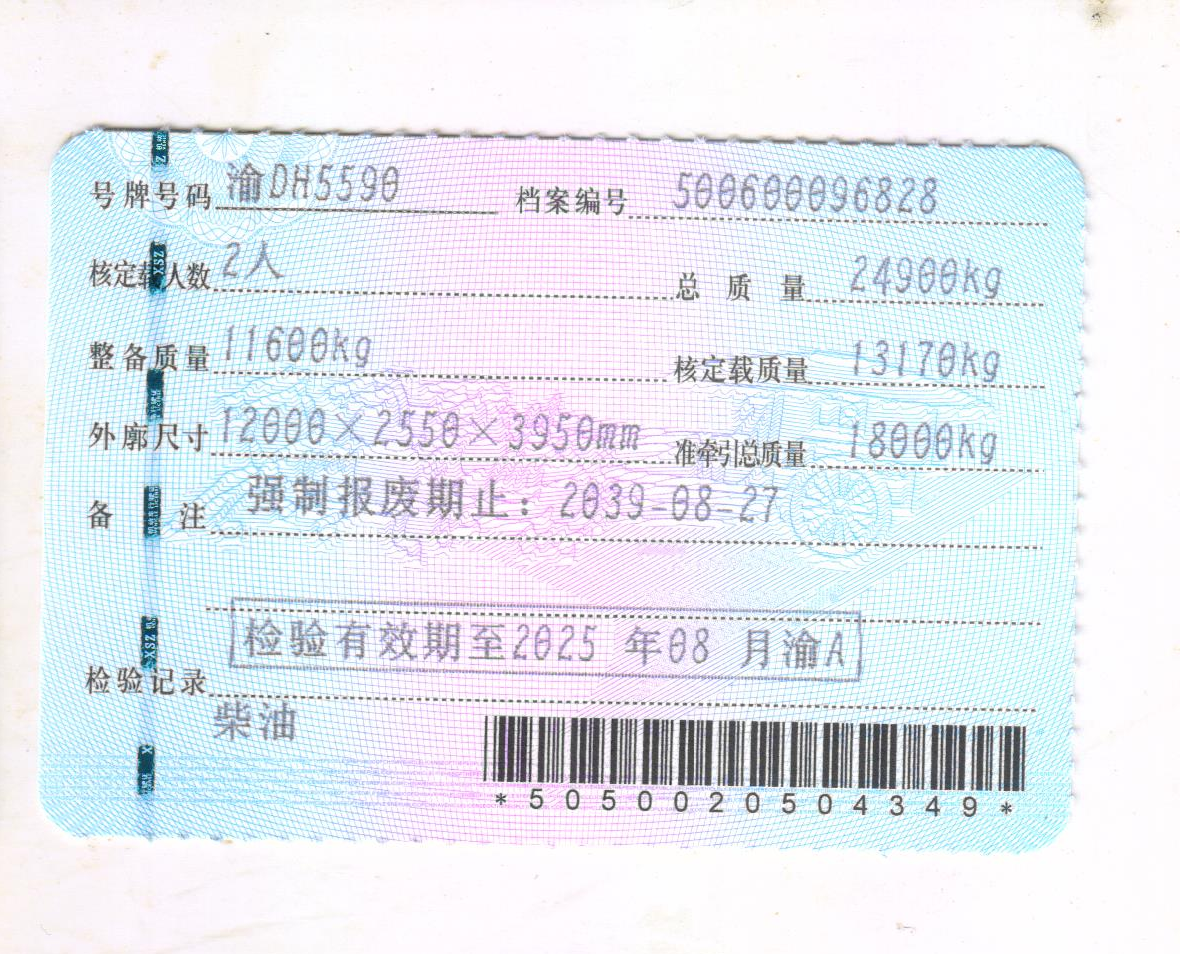 号牌号码 渝DH5590 档案编号 500600096828
核定载人数 2人 总质量 24900kg
整备质量 11600kg 核定载质量 13170kg
外廓尺寸 12000×2550×3950mm 准牵引总质量 18000kg
备注 强制报废期止：2039-08-27
检验记录 检验有效期至2025 年08 月渝A
柴油
*5050020504349*